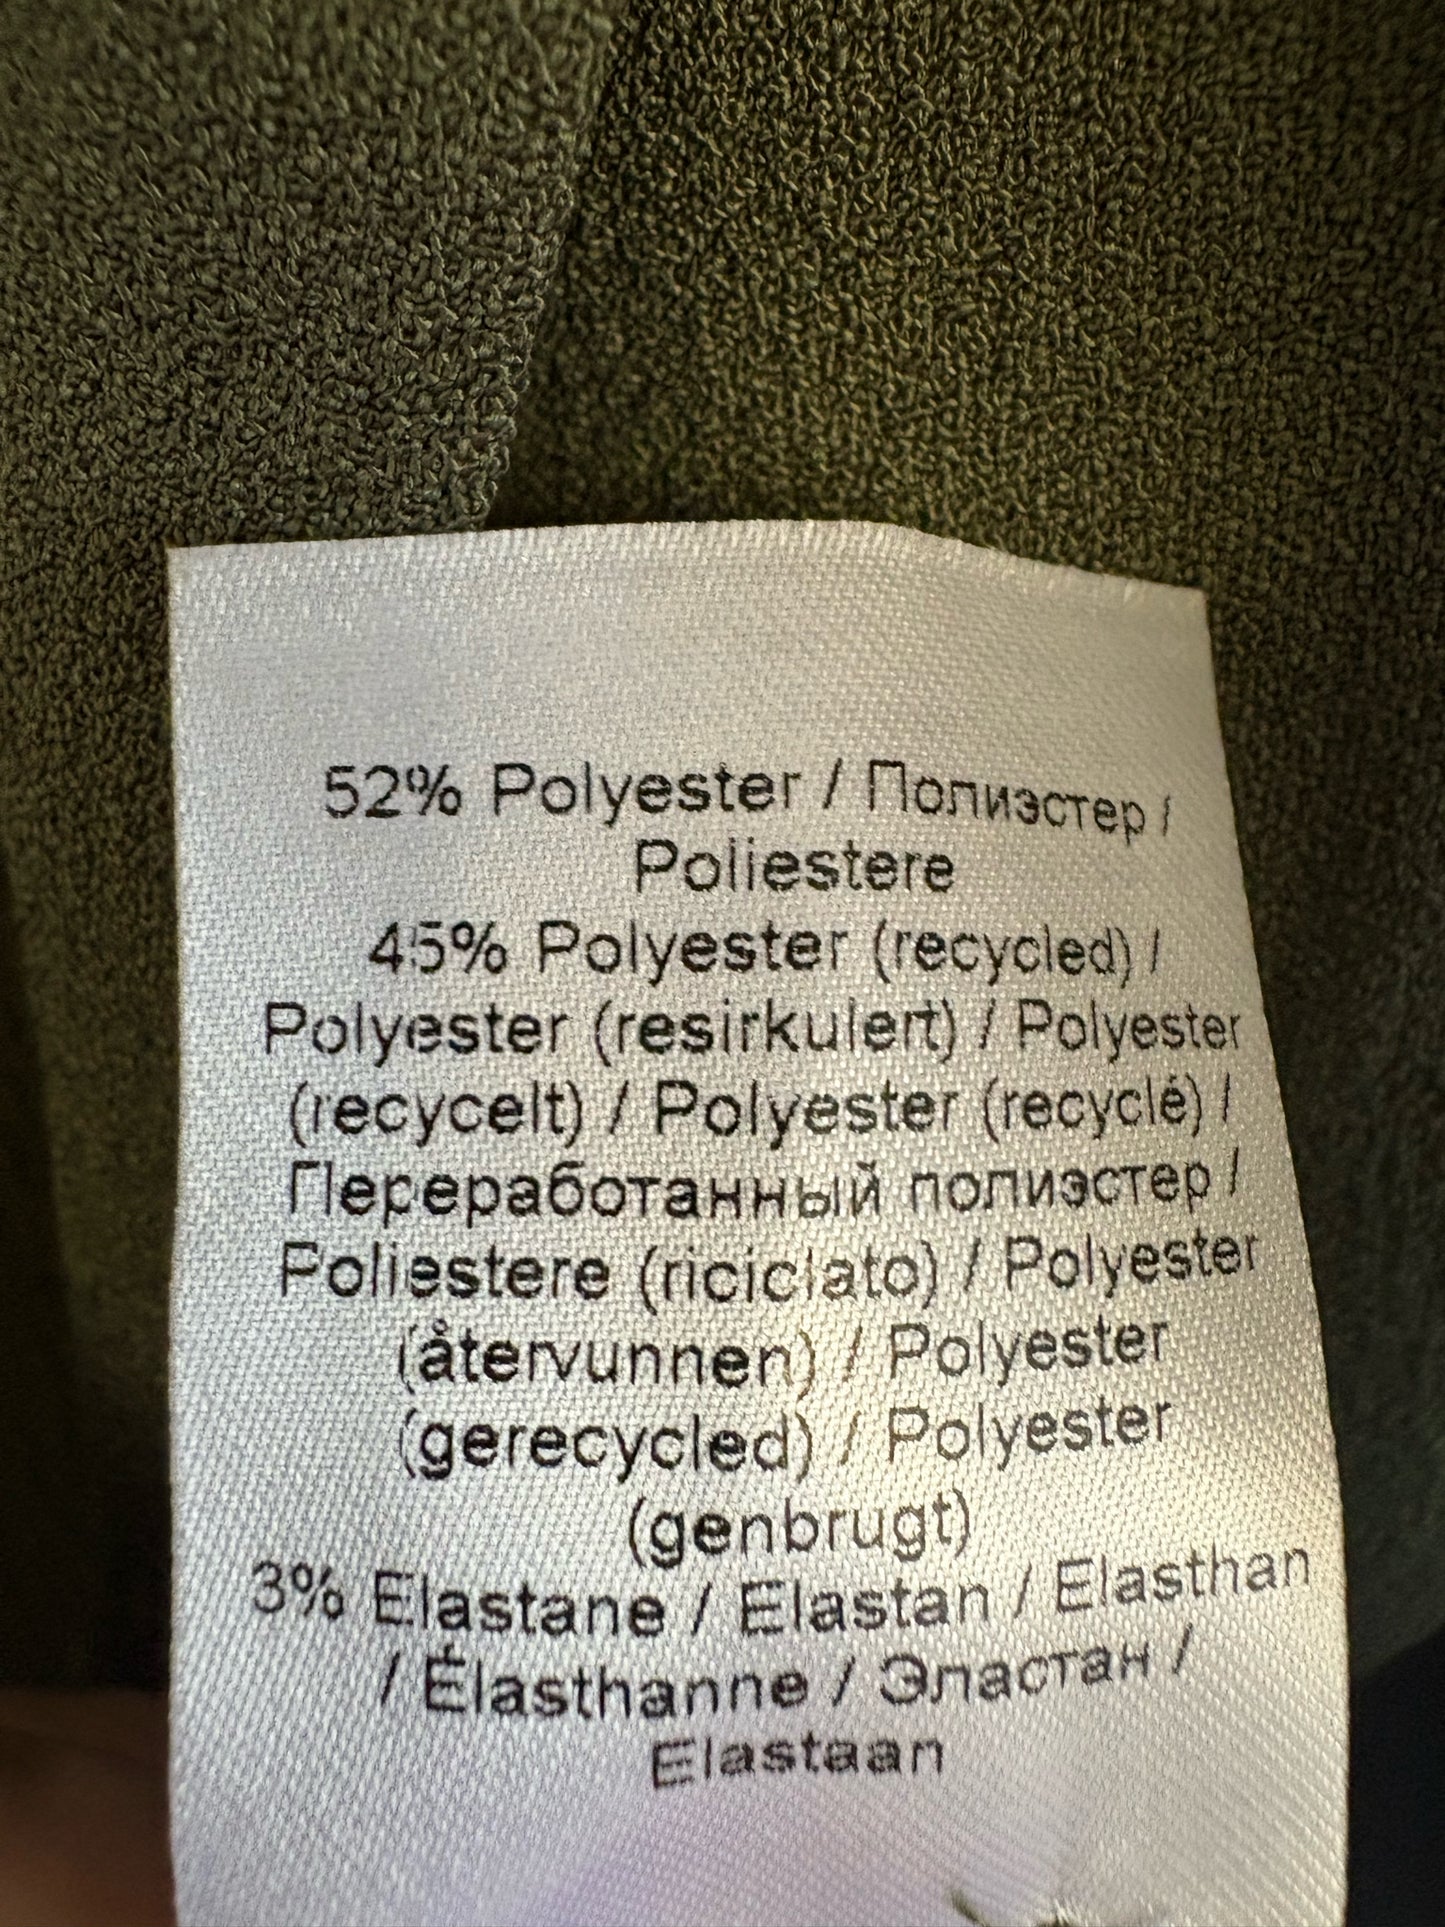 52% Polyester / Полиэстер /
Poliestere
45% Polyester (recycled) /
Polyester (resirkulert) / Polyester
(recycelt) / Polyester (recyclé) /
Переработанный полиэстер /
Poliestere (riciclato) / Polyester
(återvunnen) / Polyester
(gerecycled) / Polyester
(genbrugt)
3% Elastane / Elastan / Elasthan
/ Élasthanne / Эластан /
Elastaan